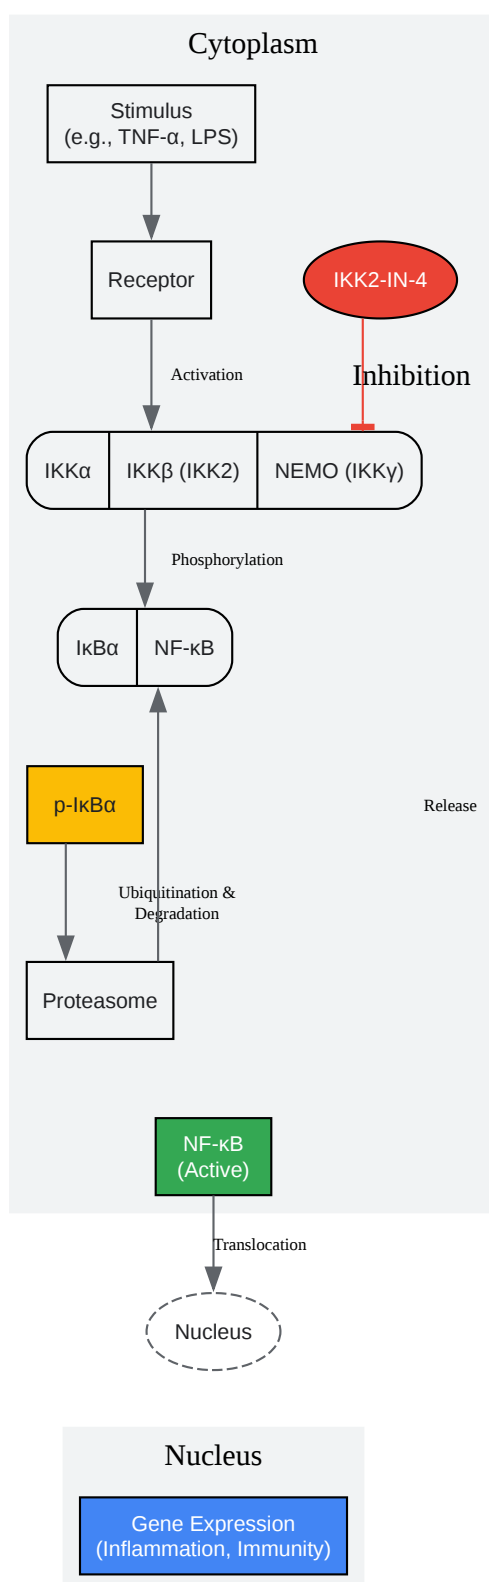 Cytoplasm
Stimulus
(e.g., TNF-α, LPS)
Receptor
IKK2-IN-4
Activation
Inhibition
IKKα
IKKβ (IKK2)
NEMO (IKKγ)
Phosphorylation
IκBα
NF-κB
p-IκBα
Release
Ubiquitination &
Degradation
Proteasome
NF-κB
(Active)
Translocation
Nucleus
Nucleus
Gene Expression
(Inflammation, Immunity)